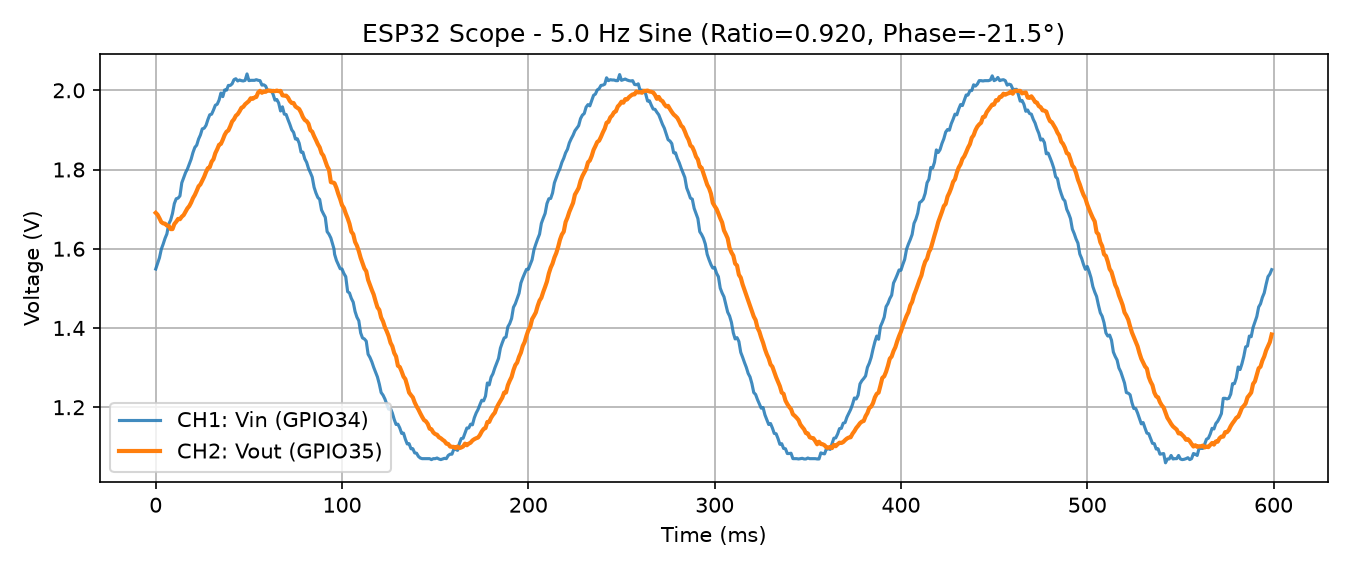 ESP32 Scope - 5.0 Hz Sine (Ratio=0.920, Phase=-21.5°)
Voltage (V)
2.0
1.8
1.6
1.4
1.2
CH1: Vin (GPIO34)
CH2: Vout (GPIO35)
0 100 200 300 400 500 600
Time (ms)